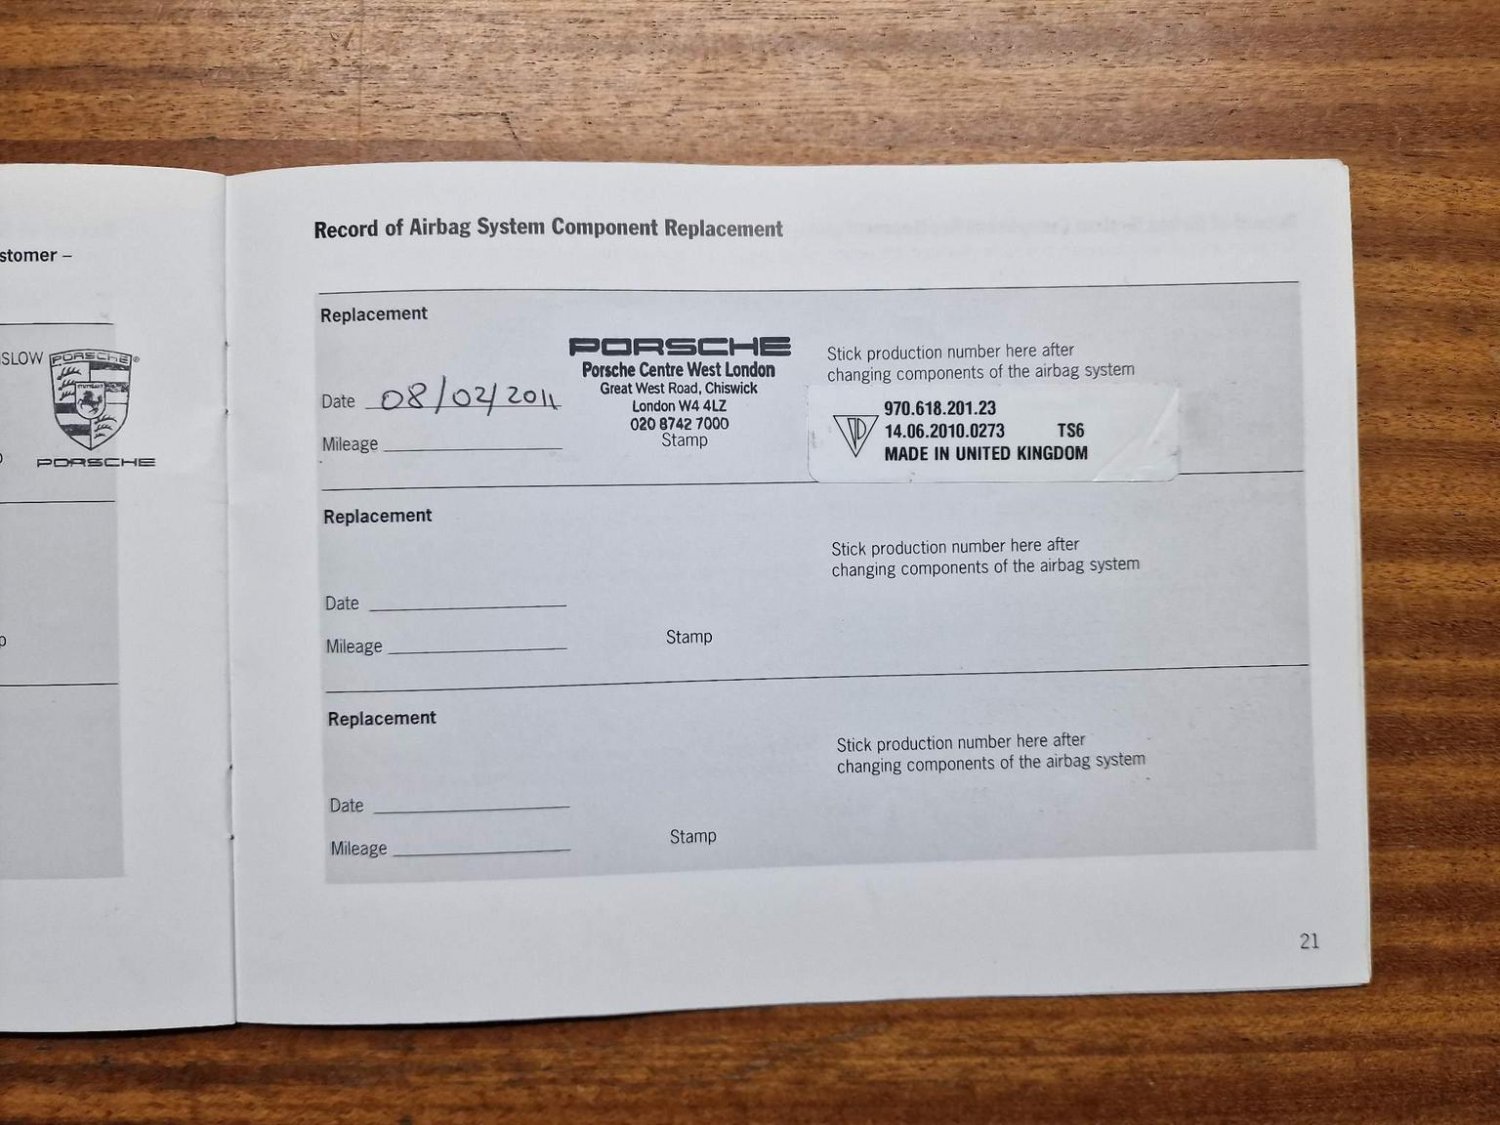 stomer –
SLOW
PORSCHE
PORSCHE
Record of Airbag System Component Replacement
Replacement
Date 08/02/2011
Mileage
PORSCHE
Porsche Centre West London
Great West Road, Chiswick
London W4 4LZ
020 8742 7000
Stamp
Stick production number here after
changing components of the airbag system
970.618.201.23
14.06.2010.0273 TS6
MADE IN UNITED KINGDOM
Replacement
Date
Mileage
Stamp
Stick production number here after
changing components of the airbag system
Replacement
Date
Mileage
Stamp
Stick production number here after
changing components of the airbag system
21